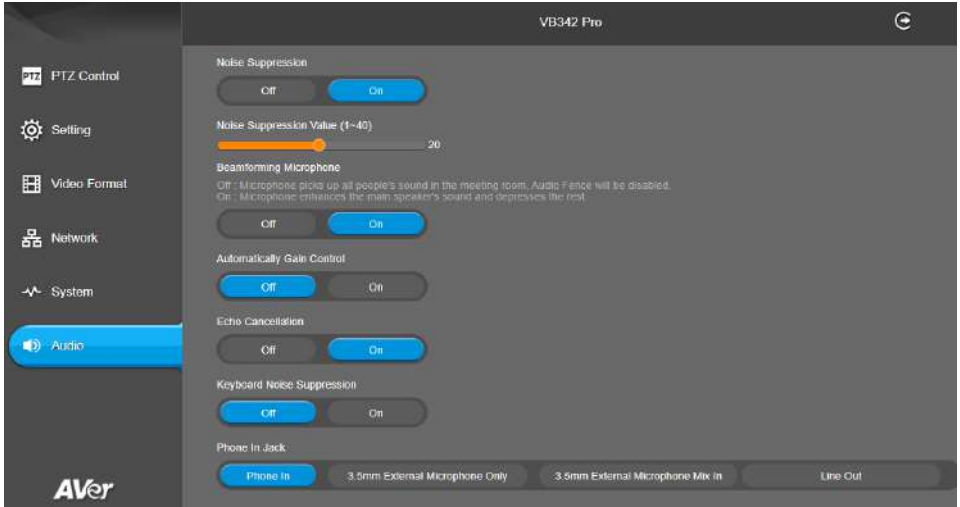 VB342 Pro
PTZ PTZ Control
Setting
Video Format
Network
System
Audio
AVer
Noise Suppression
Off On
Noise Suppression Value (1~40)
20
Beamforming Microphone
Off : Microphone picks up all people's sound in the meeting room, Audio Fence will be disabled.
On : Microphone enhances the main speaker's sound and depresses the rest.
Off On
Automatically Gain Control
Off On
Echo Cancellation
Off On
Keyboard Noise Suppression
Off On
Phone In Jack
Phone In 3.5mm External Microphone Only 3.5mm External Microphone Mix In Line Out